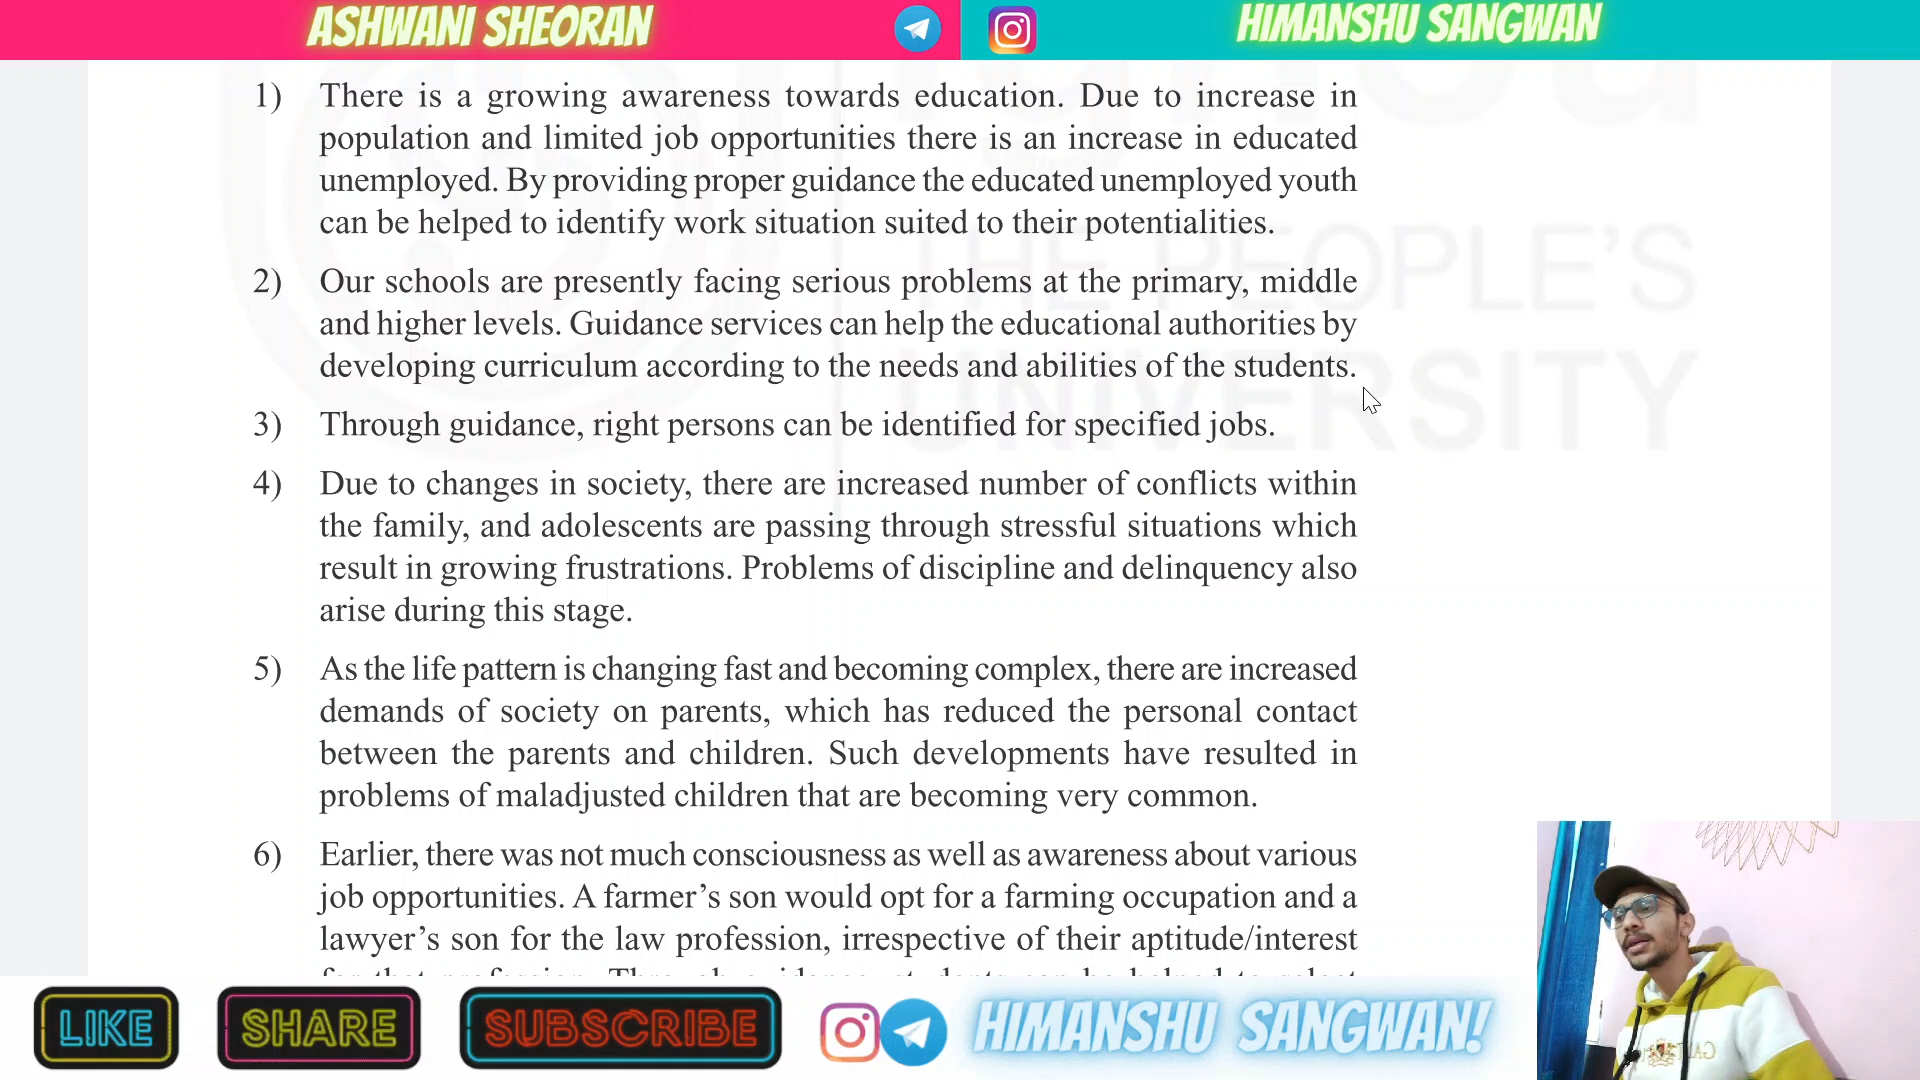 ASHWANI SHEORAN
HIMANSHU SANGWAN
1) There is a growing awareness towards education. Due to increase in
population and limited job opportunities there is an increase in educated
unemployed. By providing proper guidance the educated unemployed youth
can be helped to identify work situation suited to their potentialities.
THE PEOPLE'S
UNIVERSITY
2) Our schools are presently facing serious problems at the primary, middle
and higher levels. Guidance services can help the educational authorities by
developing curriculum according to the needs and abilities of the students.
3) Through guidance, right persons can be identified for specified jobs.
4) Due to changes in society, there are increased number of conflicts within
the family, and adolescents are passing through stressful situations which
result in growing frustrations. Problems of discipline and delinquency also
arise during this stage.
5) As the life pattern is changing fast and becoming complex, there are increased
demands of society on parents, which has reduced the personal contact
between the parents and children. Such developments have resulted in
problems of maladjusted children that are becoming very common.
6) Earlier, there was not much consciousness as well as awareness about various
job opportunities. A farmer's son would opt for a farming occupation and a
lawyer's son for the law profession, irrespective of their aptitude/interest
LIKE
SHARE
SUBSCRIBE
HIMANSHU SANGWAN!